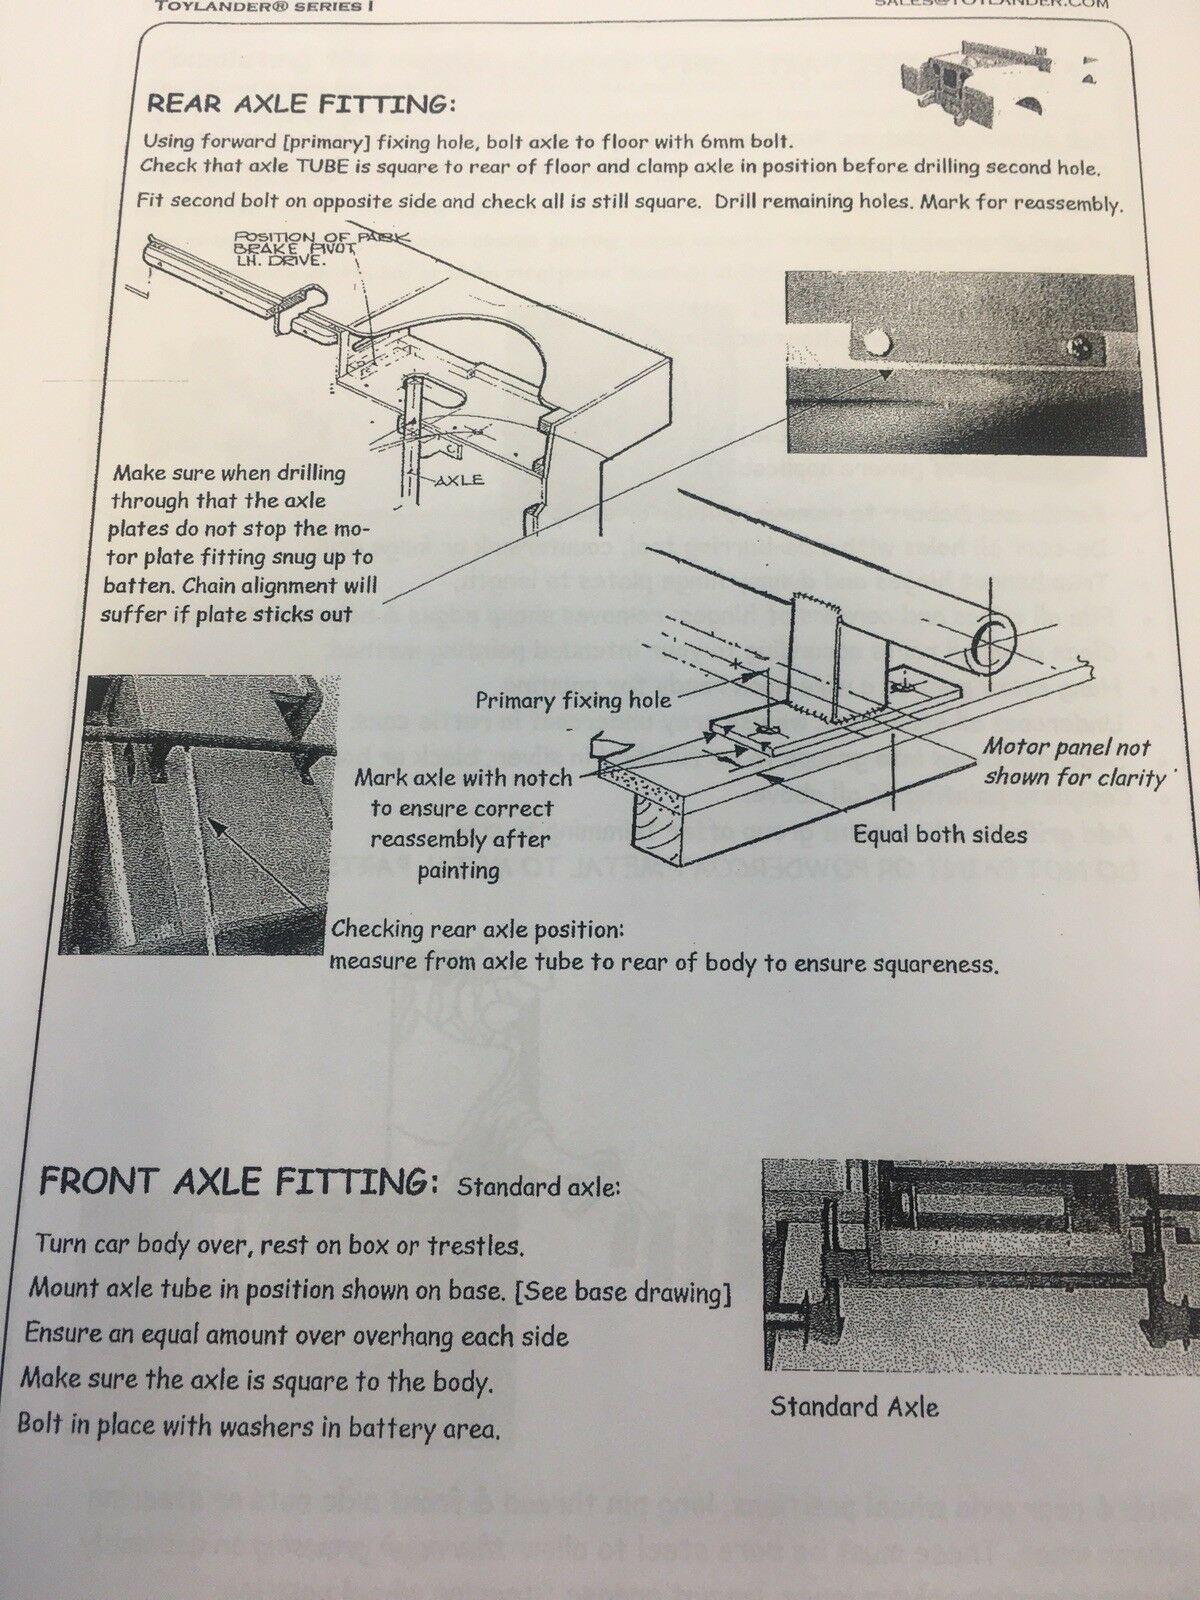 TOYLANDER® SERIES I
SALES@TOYLANDER.COM
REAR AXLE FITTING:
Using forward [primary] fixing hole, bolt axle to floor with 6mm bolt.
Check that axle TUBE is square to rear of floor and clamp axle in position before drilling second hole.
Fit second bolt on opposite side and check all is still square. Drill remaining holes. Mark for reassembly.
POSITION OF PARK
BRAKE PIVOT
LH. DRIVE.
AXLE
Make sure when drilling
through that the axle
plates do not stop the mo-
tor plate fitting snug up to
batten. Chain alignment will
suffer if plate sticks out
Primary fixing hole
Mark axle with notch
to ensure correct
reassembly after
painting
Motor panel not
shown for clarity
Equal both sides
Checking rear axle position:
measure from axle tube to rear of body to ensure squareness.
FRONT AXLE FITTING: Standard axle:
Turn car body over, rest on box or trestles.
Mount axle tube in position shown on base. [See base drawing]
Ensure an equal amount over overhang each side
Make sure the axle is square to the body.
Bolt in place with washers in battery area.
Standard Axle